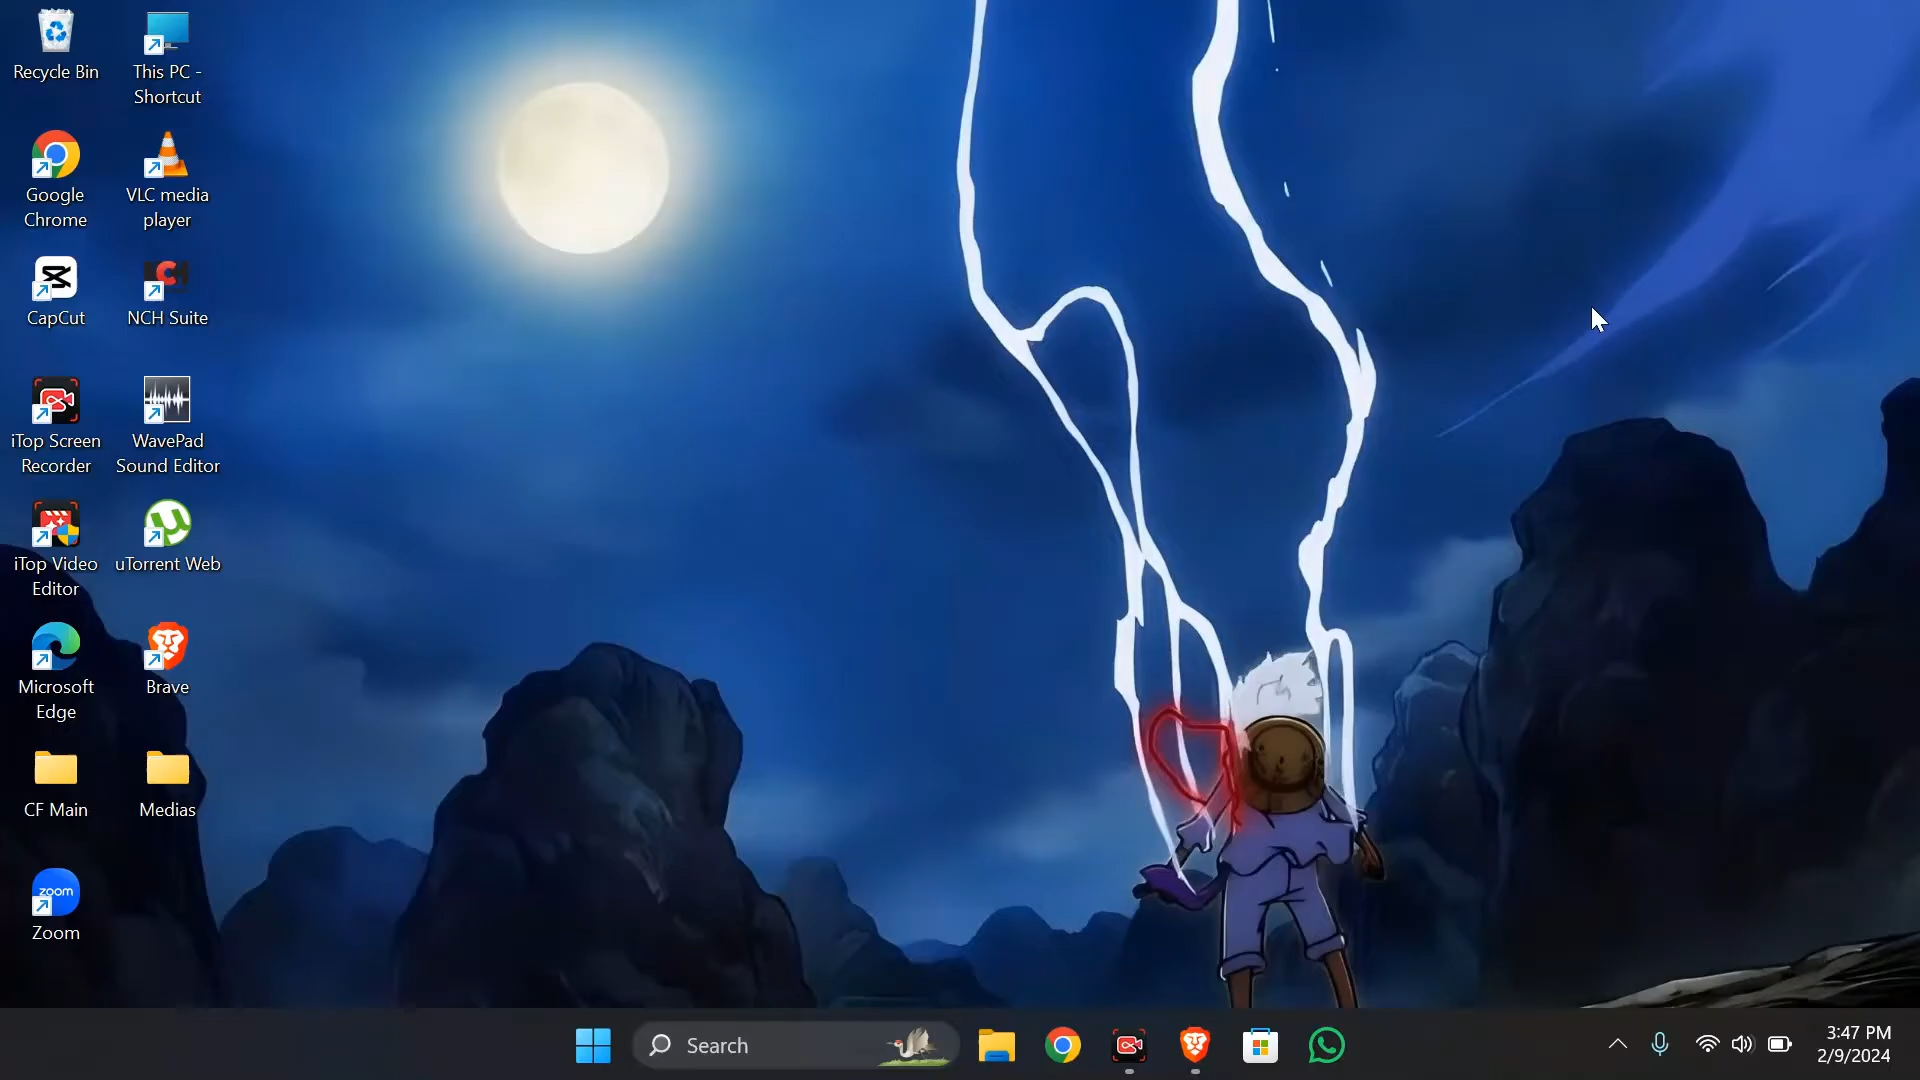 Recycle Bin
This PC -
Shortcut
Google
Chrome
VLC media
player
CapCut
NCH Suite
iTop Screen
Recorder
WavePad
Sound Editor
iTop Video
Editor
uTorrent Web
Microsoft
Edge
Brave
CF Main
Medias
zoom
Zoom
Search
3:47 PM
2/9/2024